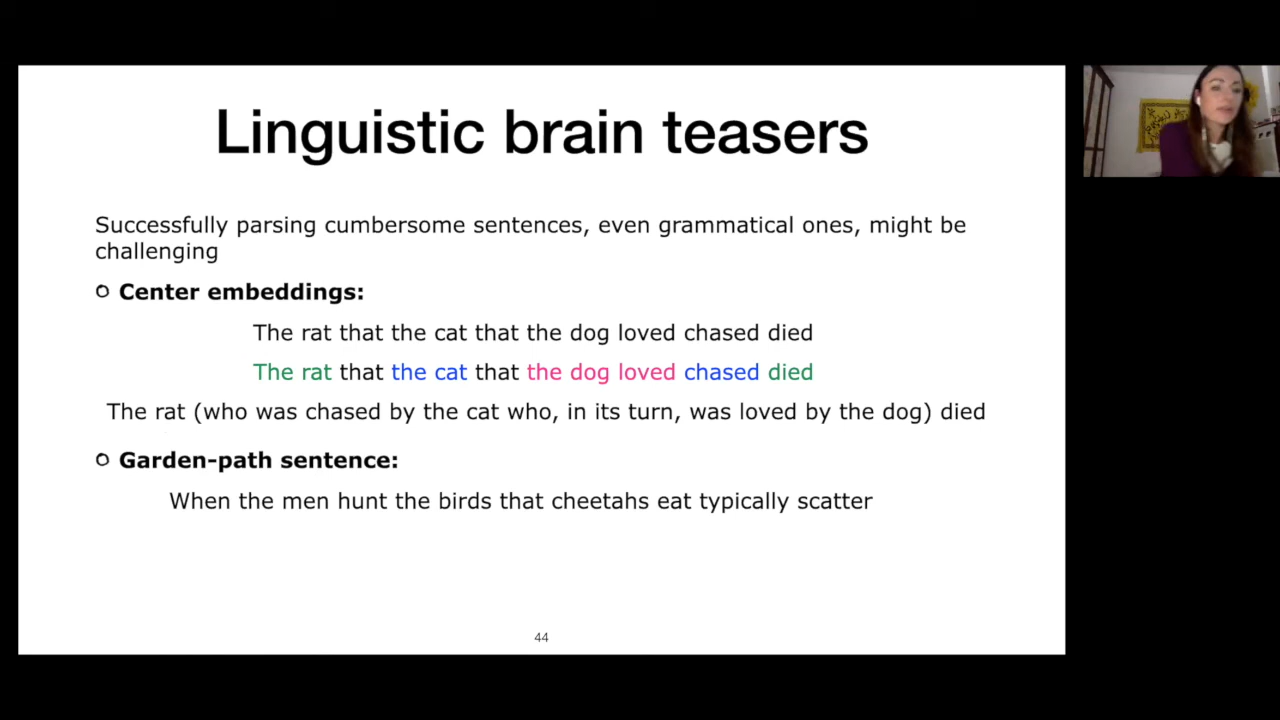 Linguistic brain teasers
Successfully parsing cumbersome sentences, even grammatical ones, might be
challenging
Center embeddings:
The rat that the cat that the dog loved chased died
The rat that the cat that the dog loved chased died
The rat (who was chased by the cat who, in its turn, was loved by the dog) died
Garden-path sentence:
When the men hunt the birds that cheetahs eat typically scatter
44